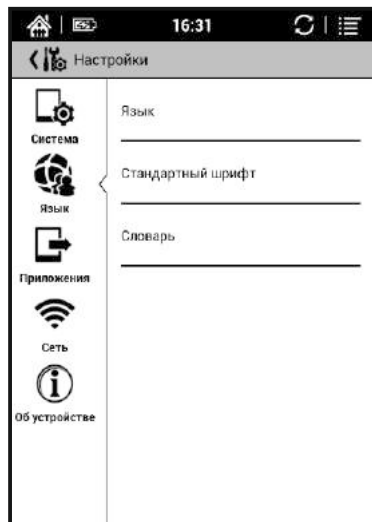 16:31
Настройки
Система
Язык
Приложения
Сеть
Об устройстве
Язык
Стандартный шрифт
Словарь